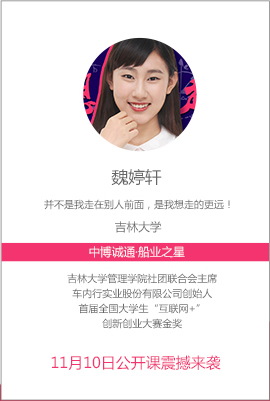 魏婷轩
并不是我走在别人前面，是我想走的更远！
吉林大学
中博诚通·船业之星
吉林大学管理学院社团联合会主席
车内行实业股份有限公司创始人
首届全国大学生“互联网+”
创新创业大赛金奖
11月10日公开课震撼来袭